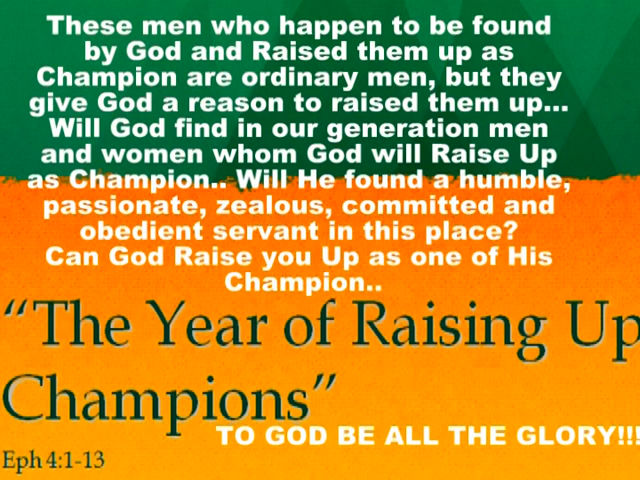 These men who happen to be found
by God and Raised them up as
Champion are ordinary men, but they
give God a reason to raised them up...
Will God find in our generation men
and women whom God will Raise Up
as Champion.. Will He found a humble,
passionate, zealous, committed and
obedient servant in this place?
Can God Raise you Up as one of His
Champion..
“The Year of Raising Up
Champions”
TO GOD BE ALL THE GLORY!!!
Eph 4:1-13